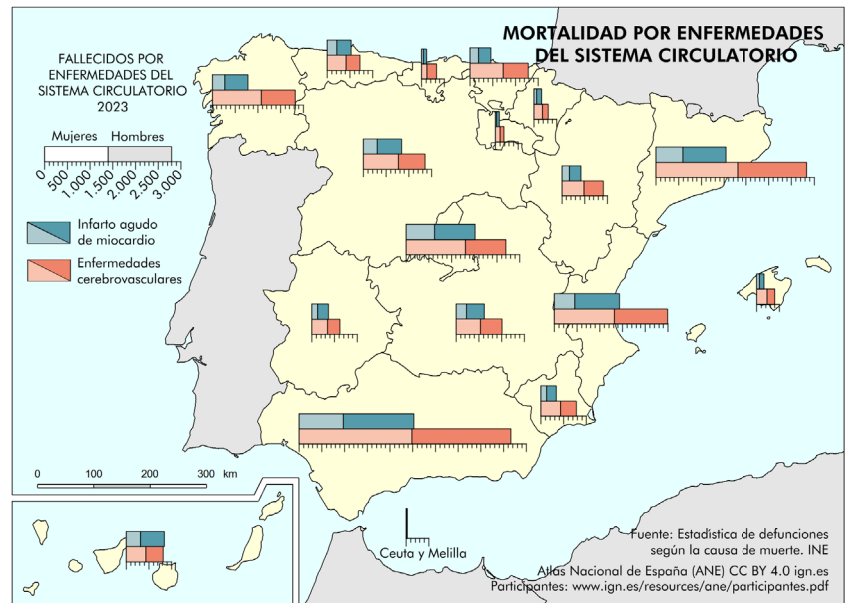 MORTALIDAD POR ENFERMEDADES
DEL SISTEMA CIRCULATORIO
FALLECIDOS POR
ENFERMEDADES DEL
SISTEMA CIRCULATORIO
2023
Mujeres Hombres
0 500 1.000 1.500 2.000 2.500 3.000
Infarto agudo
de miocardio
Enfermedades
cerebrovasculares
0 100 200 300 km
Ceuta y Melilla
Fuente: Estadística de defunciones
según la causa de muerte. INE
Atlas Nacional de España (ANE) CC BY 4.0 ign.es
Participantes: www.ign.es/resources/ane/participantes.pdf